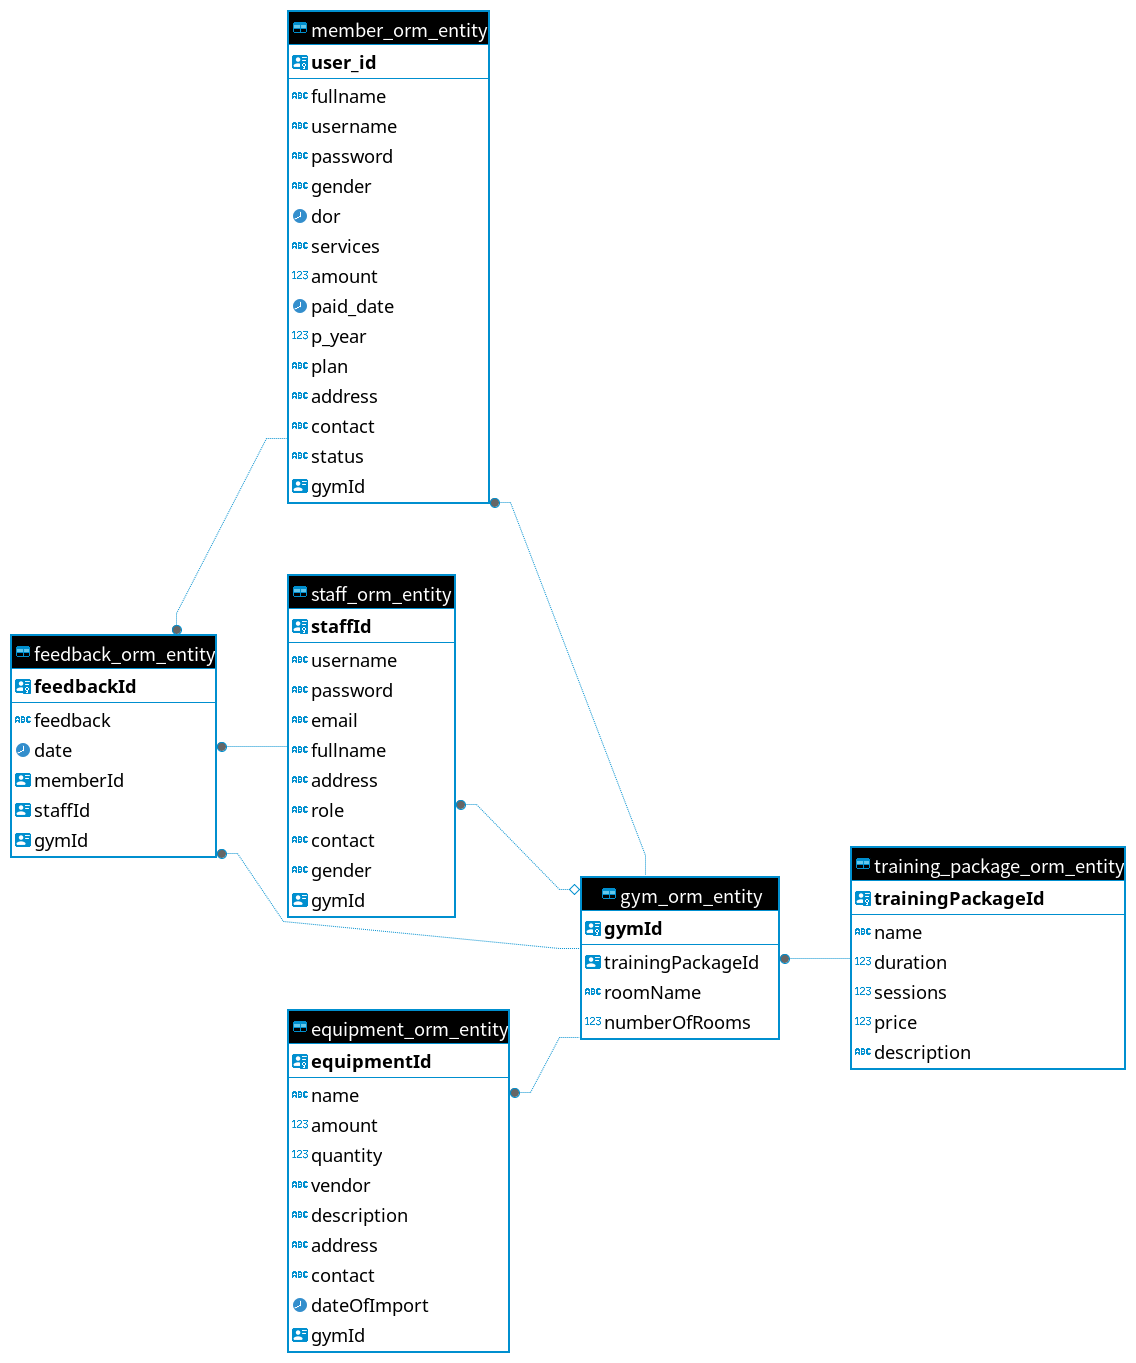 member_orm_entity
user_id
fullname
username
password
gender
dor
services
amount
paid_date
p_year
plan
address
contact
status
gymId
staff_orm_entity
staffId
username
password
email
fullname
address
role
contact
gender
gymId
feedback_orm_entity
feedbackId
feedback
date
memberId
staffId
gymId
gym_orm_entity
gymId
trainingPackageId
roomName
numberOfRooms
training_package_orm_entity
trainingPackageId
name
duration
sessions
price
description
equipment_orm_entity
equipmentId
name
amount
quantity
vendor
description
address
contact
dateOfImport
gymId